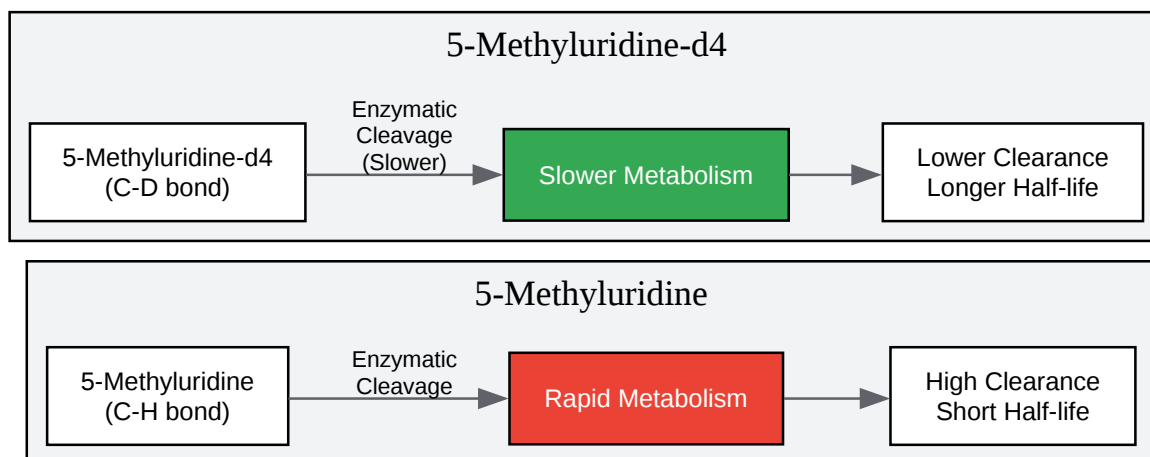 5-Methyluridine-d4
5-Methyluridine-d4
(C-D bond)
Enzymatic
Cleavage
(Slower)
Slower Metabolism
Lower Clearance
Longer Half-life
5-Methyluridine
5-Methyluridine
(C-H bond)
Enzymatic
Cleavage
Rapid Metabolism
High Clearance
Short Half-life